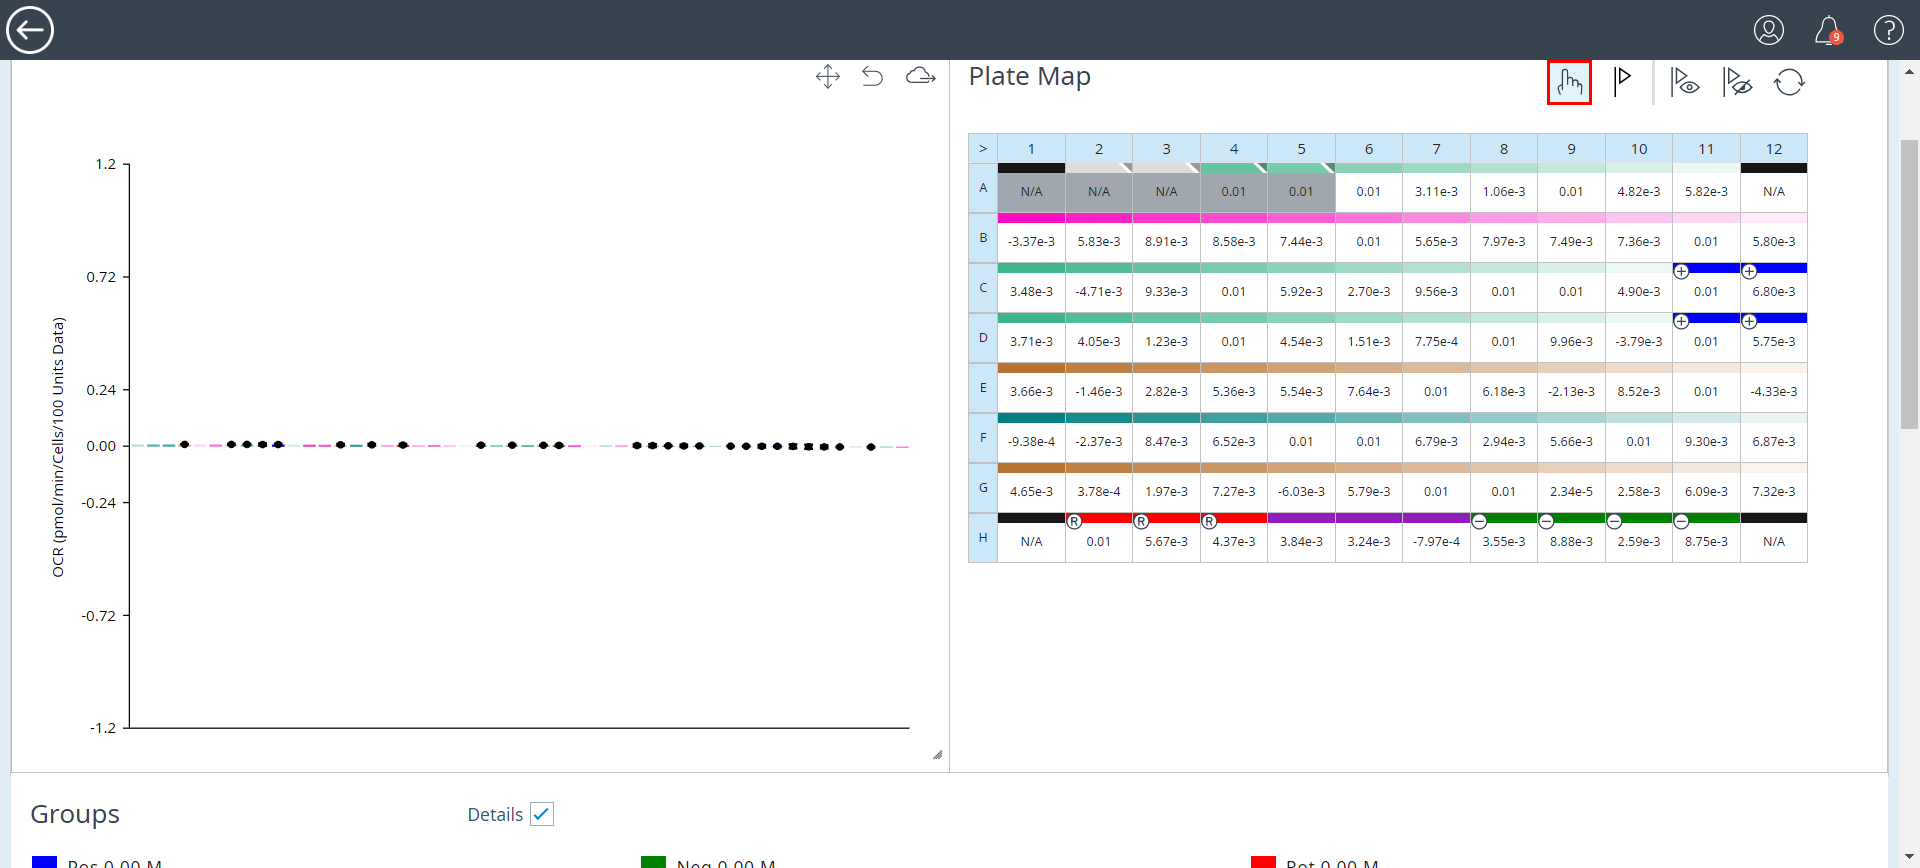 9
?
Plate Map
1.2
0.72
0.24
0.00
-0.24
-0.72
-1.2
OCR (pmol/min/Cells/100 Units Data)
> 1 2 3 4 5 6 7 8 9 10 11 12
A N/A N/A N/A 0.01 0.01 0.01 3.11e-3 1.06e-3 0.01 4.82e-3 5.82e-3 N/A
B -3.37e-3 5.83e-3 8.91e-3 8.58e-3 7.44e-3 0.01 5.65e-3 7.97e-3 7.49e-3 7.36e-3 0.01 5.80e-3
+ +
C 3.48e-3 -4.71e-3 9.33e-3 0.01 5.92e-3 2.70e-3 9.56e-3 0.01 0.01 4.90e-3 0.01 6.80e-3
+ +
D 3.71e-3 4.05e-3 1.23e-3 0.01 4.54e-3 1.51e-3 7.75e-4 0.01 9.96e-3 -3.79e-3 0.01 5.75e-3
E 3.66e-3 -1.46e-3 2.82e-3 5.36e-3 5.54e-3 7.64e-3 0.01 6.18e-3 -2.13e-3 8.52e-3 0.01 -4.33e-3
F -9.38e-4 -2.37e-3 8.47e-3 6.52e-3 0.01 0.01 6.79e-3 2.94e-3 5.66e-3 0.01 9.30e-3 6.87e-3
G 4.65e-3 3.78e-4 1.97e-3 7.27e-3 -6.03e-3 5.79e-3 0.01 0.01 2.34e-5 2.58e-3 6.09e-3 7.32e-3
R R R − − − −
H N/A 0.01 5.67e-3 4.37e-3 3.84e-3 3.24e-3 -7.97e-4 3.55e-3 8.88e-3 2.59e-3 8.75e-3 N/A
Groups
Details
Pos 0.00 M
Neg 0.00 M
Rot 0.00 M